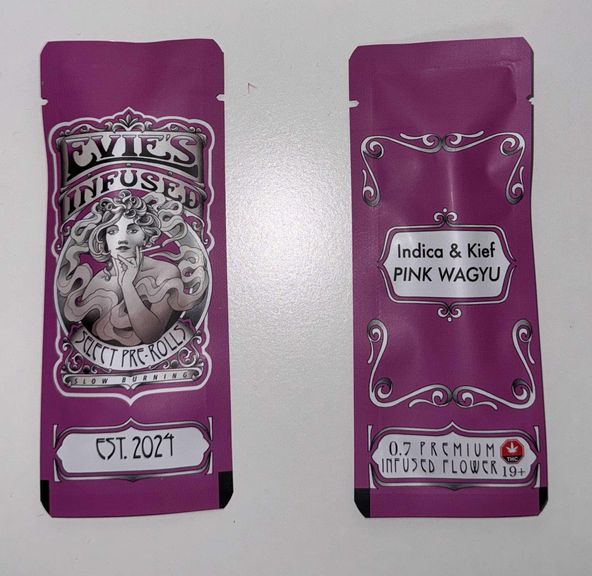 EVIE'S
INFUSED
SELECT PRE-ROLLS
SLOW BURNING
EST. 2024
Indica & Kief
PINK WAGYU
0.7 PREMIUM
INFUSED FLOWER
THC
19+